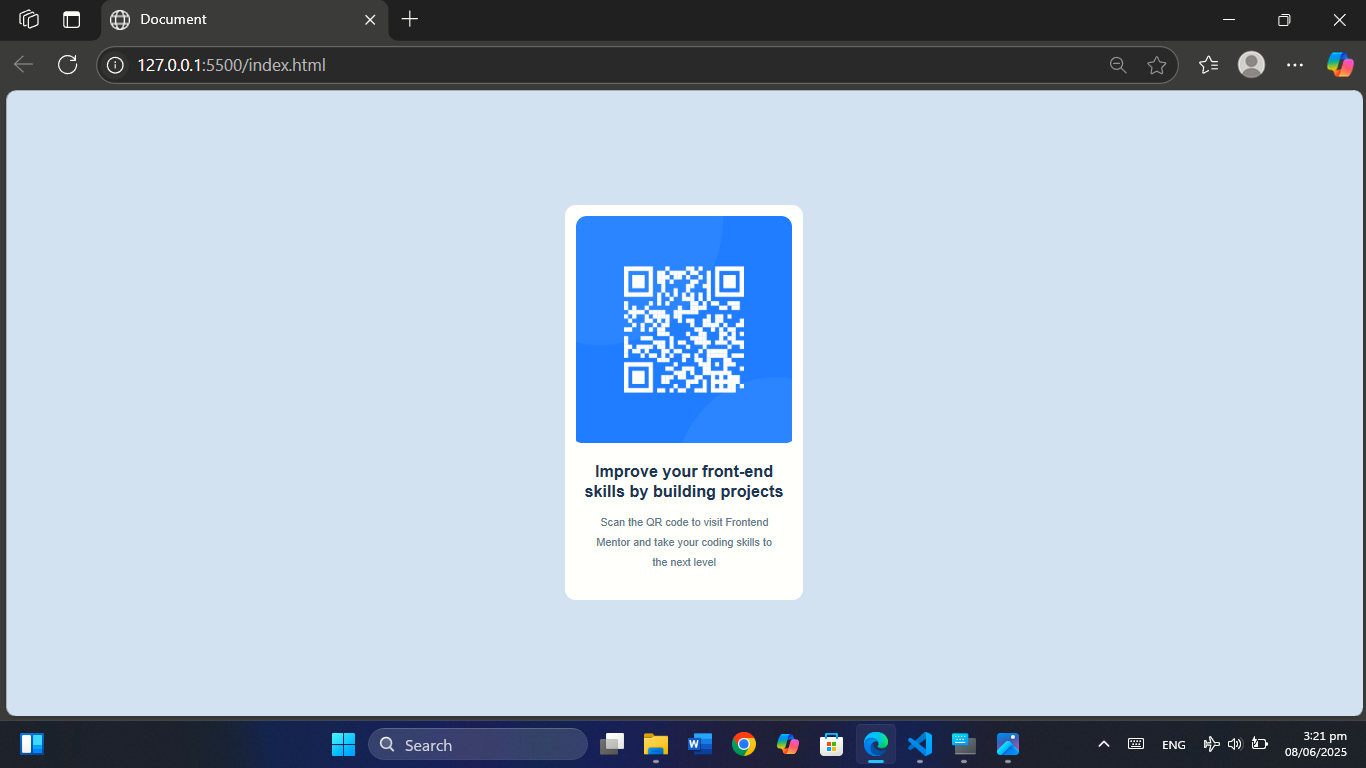 Document
127.0.0.1:5500/index.html
Improve your front-end
skills by building projects
Scan the QR code to visit Frontend
Mentor and take your coding skills to
the next level
Search
W
ENG
3:21 pm
08/06/2025